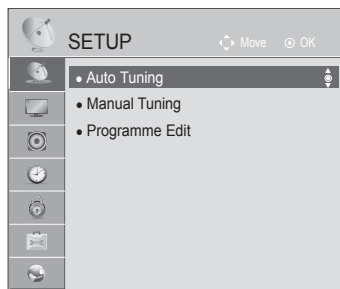 SETUP
Move OK
• Auto Tuning
• Manual Tuning
• Programme Edit